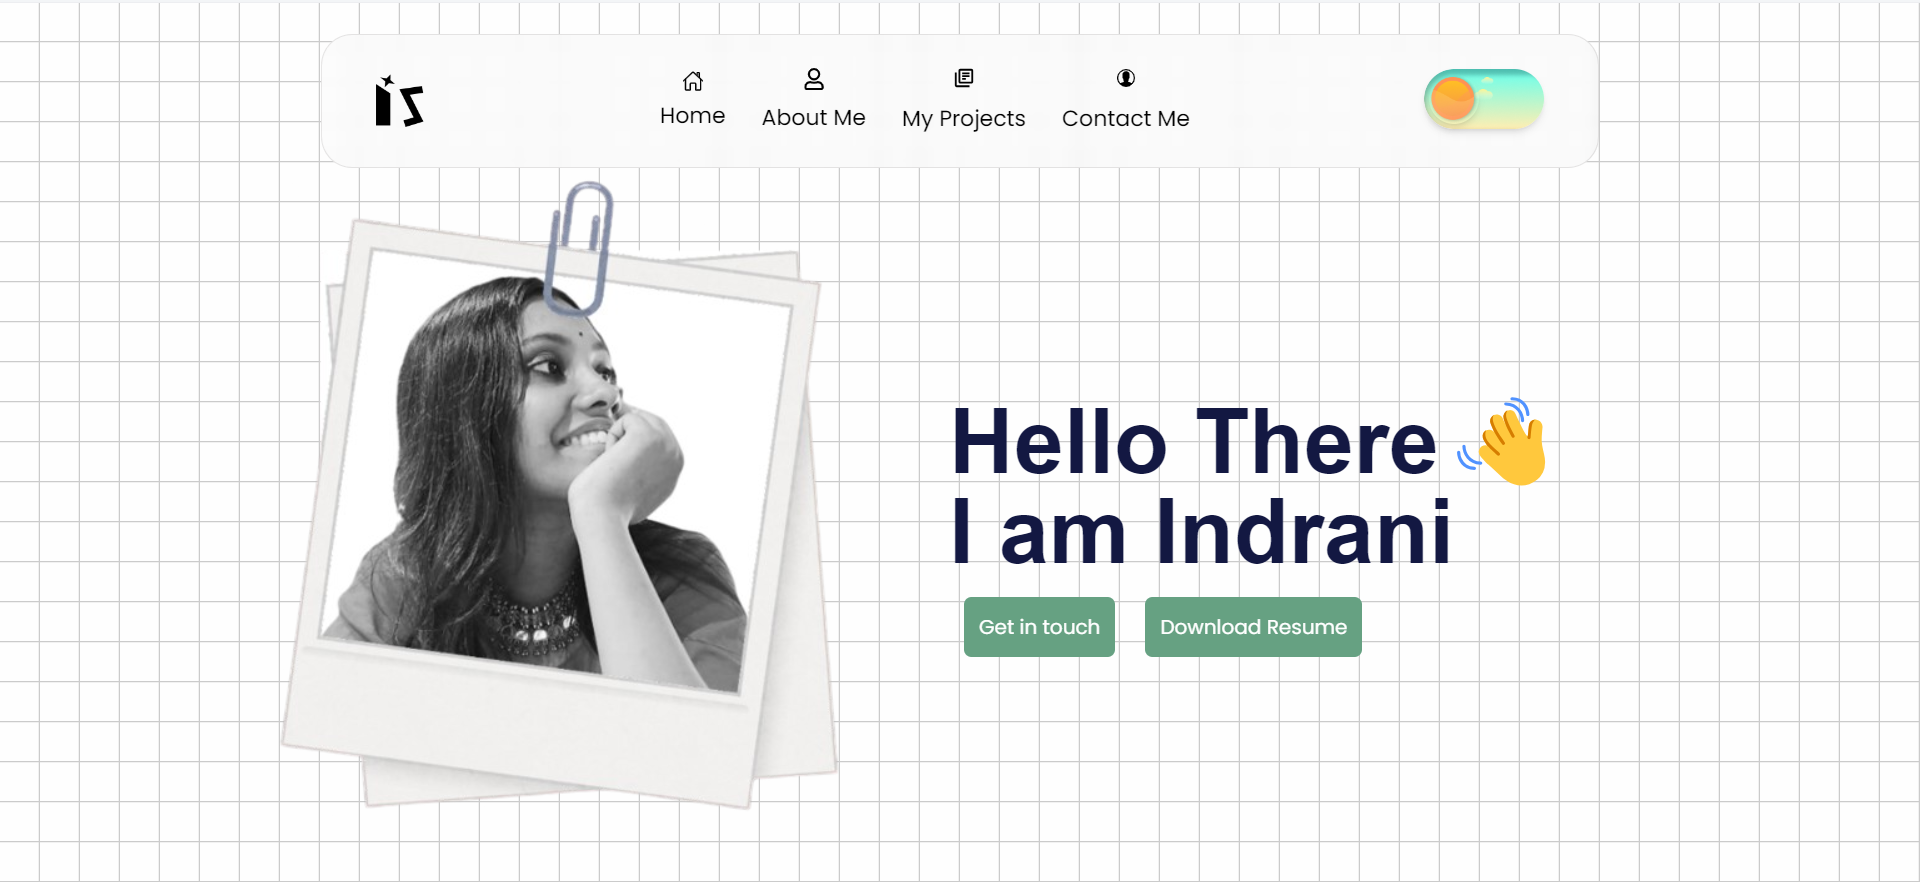 is
Home
About Me
My Projects
Contact Me
Hello There
I am Indrani
Get in touch
Download Resume